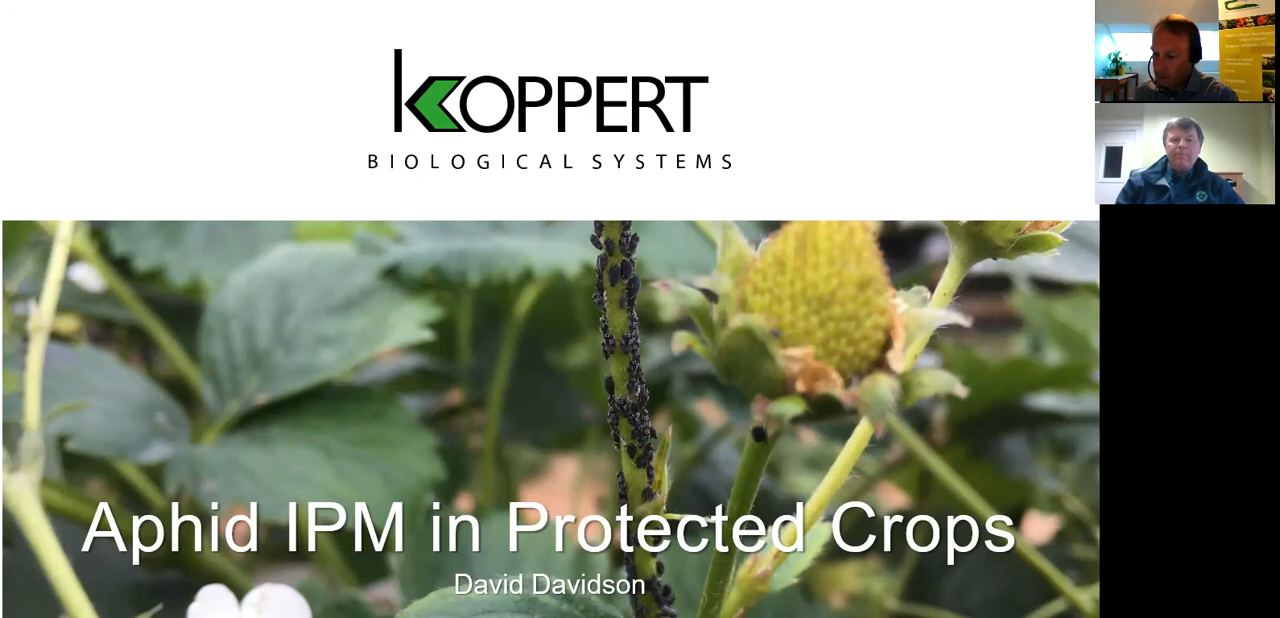 KOPPERT
BIOLOGICAL SYSTEMS
Aphid IPM in Protected Crops
David Davidson